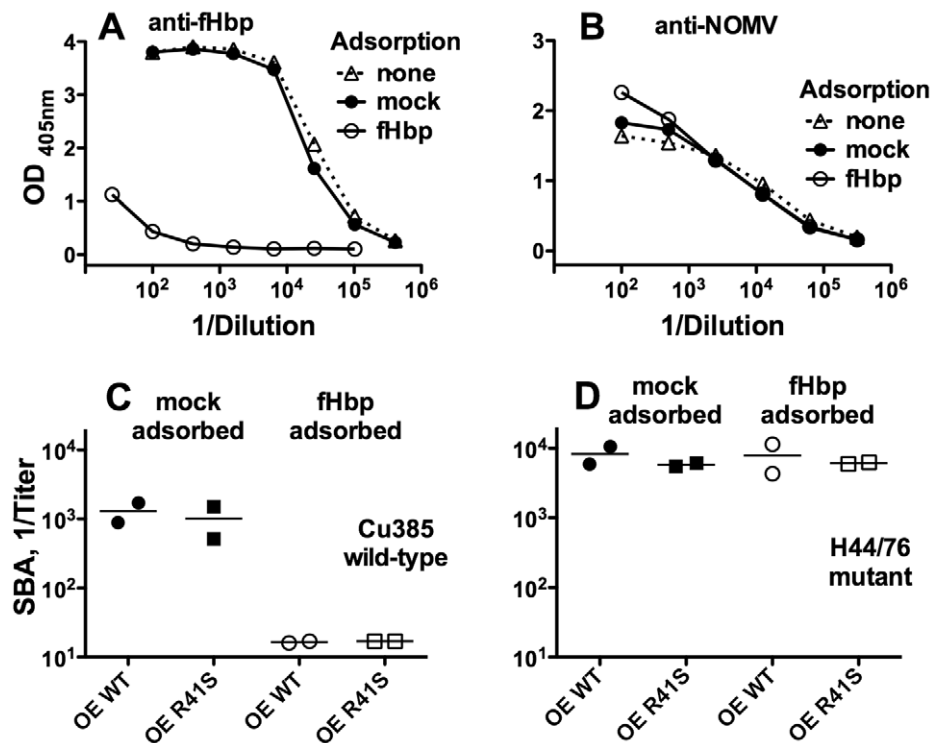 A anti-fHbp
Adsorption
none
mock
fHbp
OD 405nm
4
3
2
1
0
10² 10³ 10⁴ 10⁵ 10⁶
1/Dilution
B anti-NOMV
Adsorption
none
mock
fHbp
3
2
1
0
10² 10³ 10⁴ 10⁵ 10⁶
1/Dilution
C mock fHbp
adsorbed adsorbed
SBA, 1/Titer
10⁴
10³
10²
10¹
Cu385
wild-type
OE WT OE R41S OE WT OE R41S
D mock fHbp
adsorbed adsorbed
10⁴
10³
10²
10¹
H44/76
mutant
OE WT OE R41S OE WT OE R41S